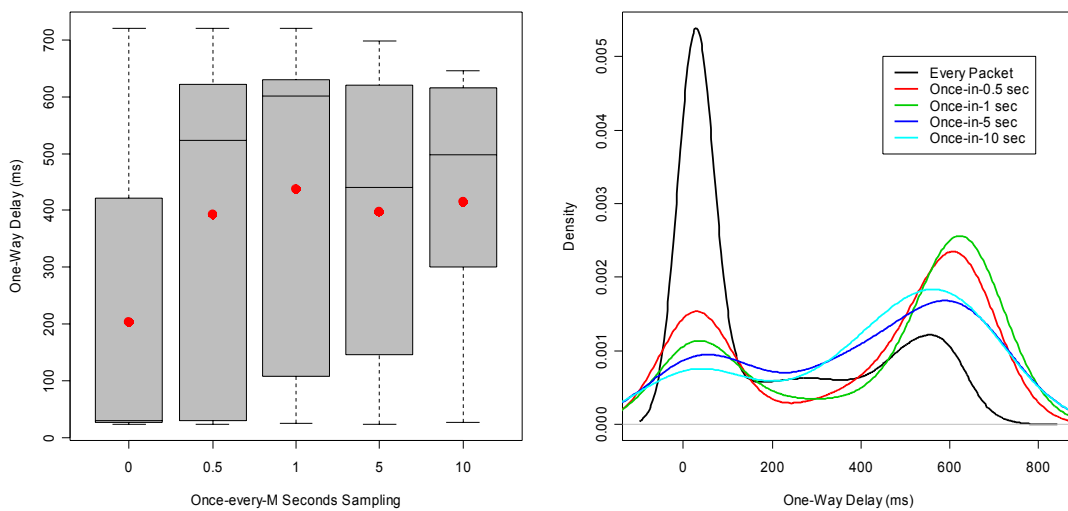 One-Way Delay (ms)
700
600
500
400
300
200
100
0
0 0.5 1 5 10
Once-every-M Seconds Sampling
Density
0.005
0.004
0.003
0.002
0.001
0.000
Every Packet
Once-in-0.5 sec
Once-in-1 sec
Once-in-5 sec
Once-in-10 sec
0 200 400 600 800
One-Way Delay (ms)